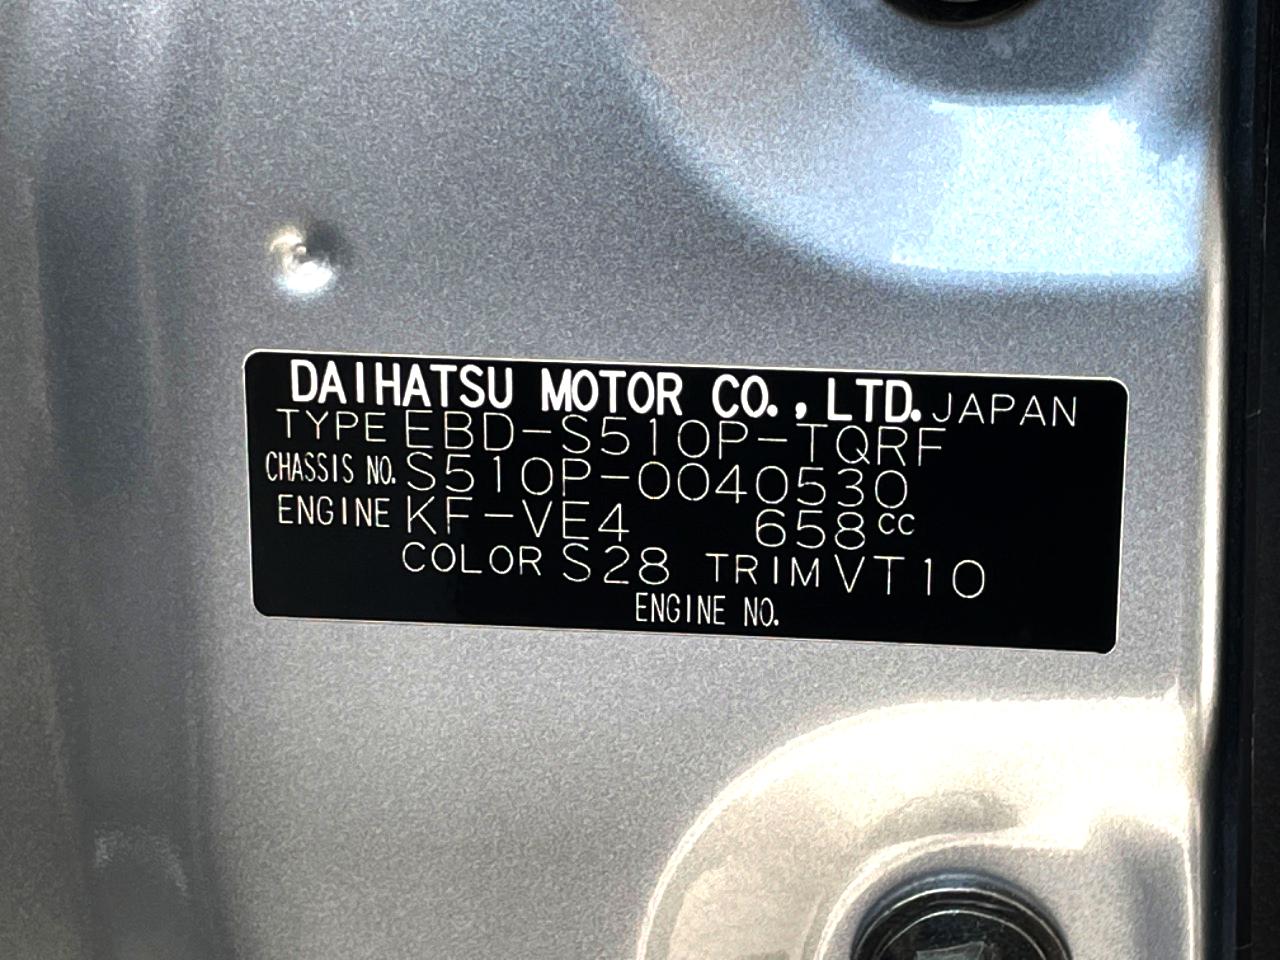 DAIHATSU MOTOR CO.,LTD. JAPAN
TYPE EBD-S510P-TQRF
CHASSIS NO. S510P-0040530
ENGINE KF-VE4 658cc
COLOR S28 TRIM VT10
ENGINE NO.